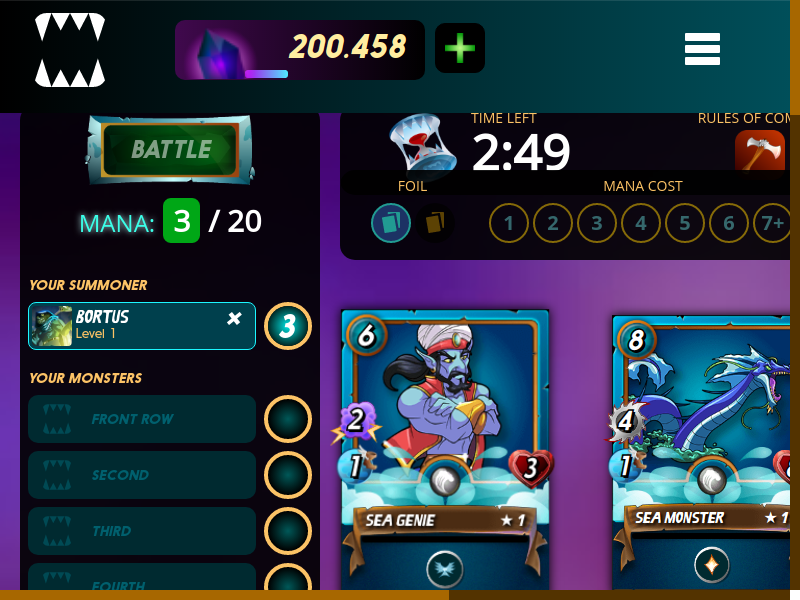 200.458
BATTLE
MANA: 3 / 20
YOUR SUMMONER
BORTUS
Level 1
3
YOUR MONSTERS
FRONT ROW
SECOND
THIRD
FOURTH
TIME LEFT
2:49
RULES OF COM
FOIL
MANA COST
1 2 3 4 5 6 7+
6
2
1
3
SEA GENIE ★ 1
8
4
1
SEA MONSTER ★ 1